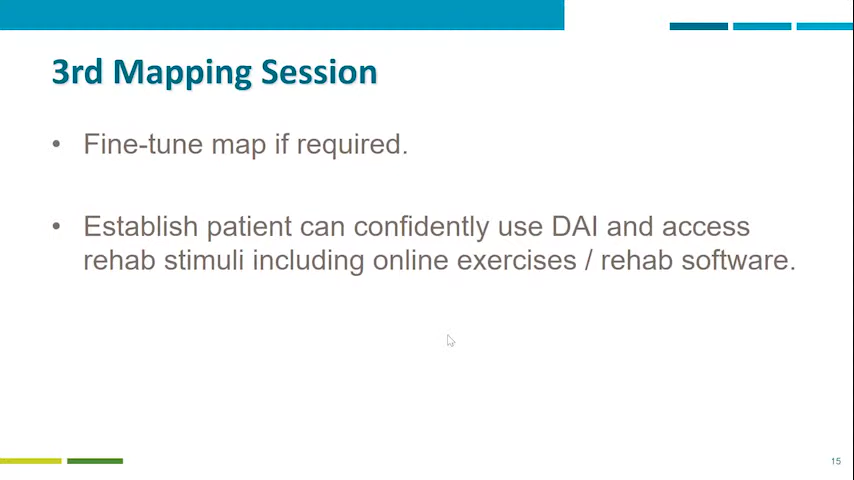 3rd Mapping Session
• Fine-tune map if required.
• Establish patient can confidently use DAI and access
rehab stimuli including online exercises / rehab software.
15